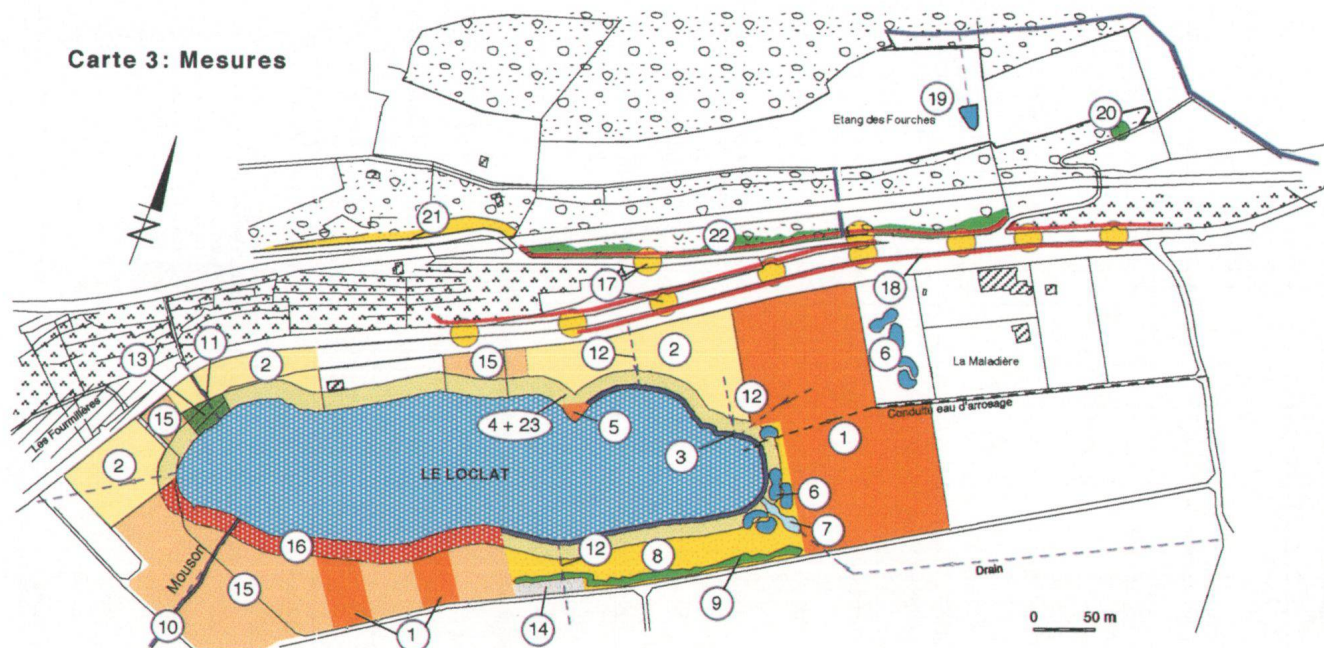 Carte 3: Mesures
19
Etang des Fourches
20
N
21
22
17
18
11
13
2
15
12
2
6
La Maladière
Les Fourmilières
15
4 + 23
5
12
Conduite eau d'arrosage
3
1
2
LE LOCLAT
6
7
16
12
8
Mouson
15
9
Drain
10
1
14
0 50 m